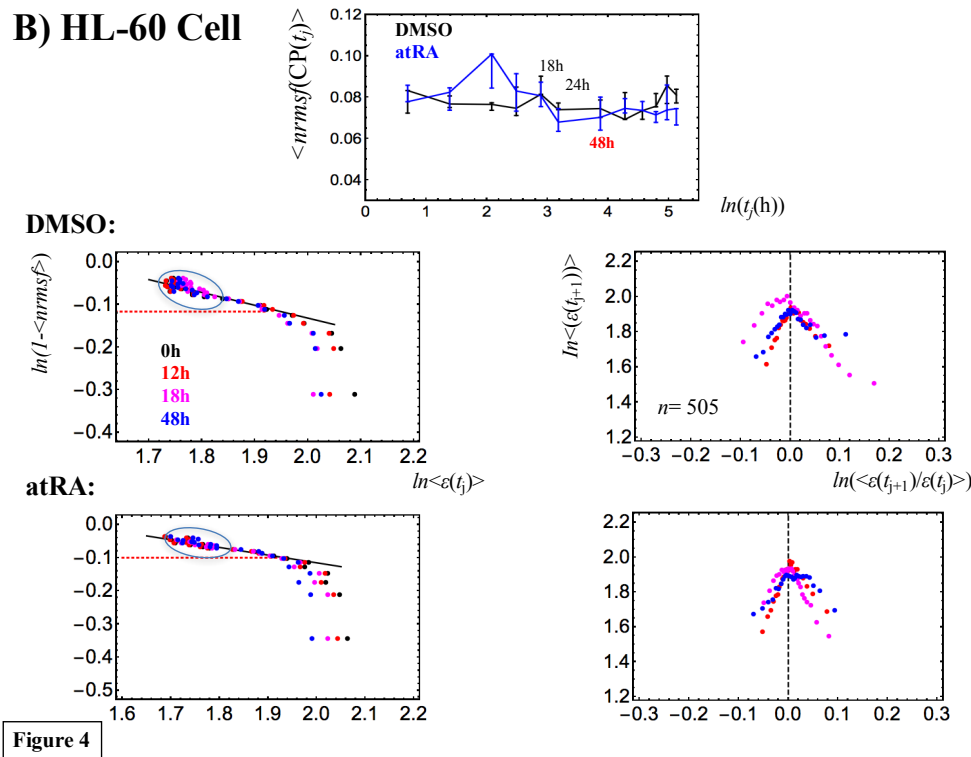 B) HL-60 Cell
<nrmsf(CP(tj)>
0.12
0.10
0.08
0.06
0.04
DMSO
atRA
18h
24h
48h
0 1 2 3 4 5
ln(tj(h))
DMSO:
ln(1-<nrmsf>)
0.0
−0.1
−0.2
−0.3
−0.4
0h
12h
18h
48h
1.7 1.8 1.9 2.0 2.1 2.2
ln<ε(tj)>
In<(ε(tj+1))>
2.2
2.0
1.8
1.6
1.4
1.2
n= 505
−0.3 −0.2 −0.1 0.0 0.1 0.2 0.3
ln(<ε(tj+1)/ε(tj)>)
atRA:
0.0
−0.1
−0.2
−0.3
−0.4
−0.5
1.6 1.7 1.8 1.9 2.0 2.1 2.2
2.2
2.0
1.8
1.6
1.4
1.2
−0.3 −0.2 −0.1 0.0 0.1 0.2 0.3
Figure 4